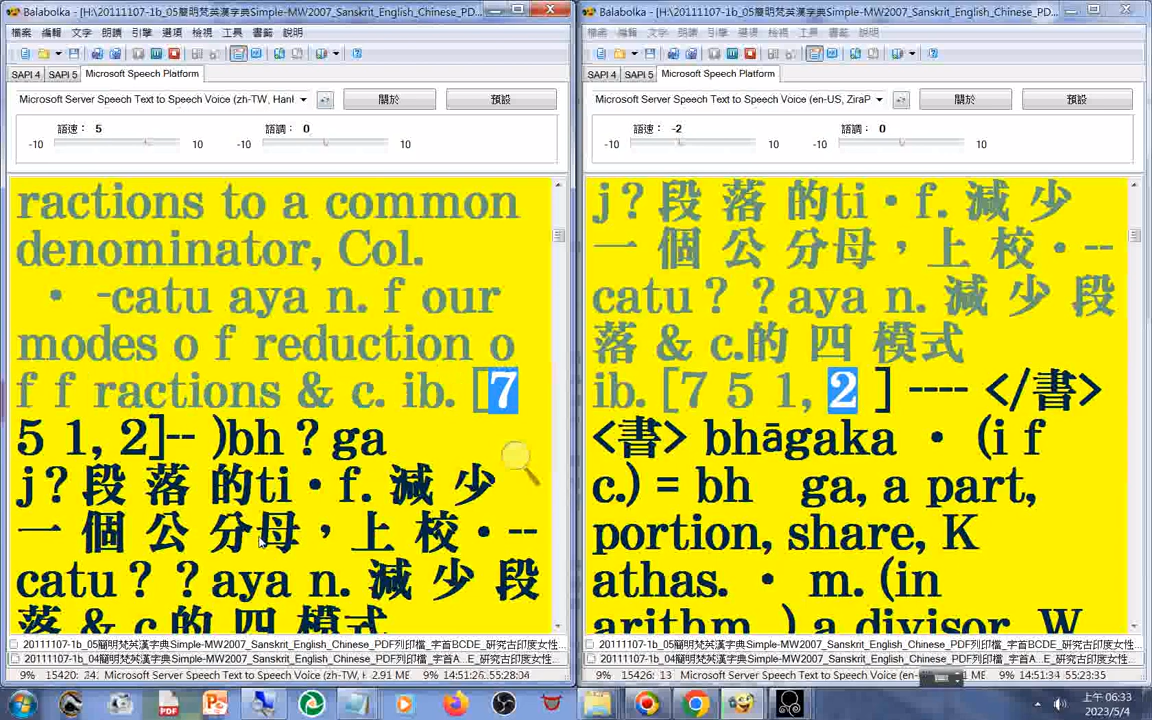 Balabolka - [H:\20111107-1b_05簡明梵英漢字典Simple-MW2007_Sanskrit_English_Chinese_PD...
檔案 編輯 文字 朗讀 引擎 選項 檢視 工具 書籤 說明
SAPI 4 SAPI 5 Microsoft Speech Platform
Microsoft Server Speech Text to Speech Voice (zh-TW, Hanl 關於 預設
語速： 5 語調： 0
-10 10 -10 10
ractions to a common
denominator, Col.
• -catu aya n. f our
modes o f reduction o
f f ractions & c. ib. [7
5 1, 2]-- )bh ? ga
j ? 段 落 的ti • f. 減 少
一 個 公 分母，上 校 • --
catu ? ? aya n. 減 少 段
落 & c.的 四 模式
20111107-1b_05簡明梵英漢字典Simple-MW2007_Sanskrit_English_Chinese_PDF列印檔_字首BCDE_研究古印度女性...
20111107-1b_04簡明梵英漢字典Simple-MW2007_Sanskrit_English_Chinese_PDF列印檔_字首A...E_研究古印度女性...
9% 15420: 34 Microsoft Server Speech Text to Speech Voice (zh-TW, 2.91 ME 9% 14:51:26 55:28:04
Balabolka - [H:\20111107-1b_05簡明梵英漢字典Simple-MW2007_Sanskrit_English_Chinese_PD...
檔案 編輯 文字 朗讀 引擎 選項 檢視 工具 書籤 說明
SAPI 4 SAPI 5 Microsoft Speech Platform
Microsoft Server Speech Text to Speech Voice (en-US, ZiraP 關於 預設
語速： -2 語調： 0
-10 10 -10 10
j ? 段 落 的ti • f. 減 少
一 個 公 分母，上 校 • --
catu ? ? aya n. 減 少 段
落 & c.的 四 模式
ib. [7 5 1, 2 ] ---- </書>
<書> bhāgaka • (i f
c.) = bh ga, a part,
portion, share, K
athas. • m. (in
arithm. ) a divisor, W
20111107-1b_05簡明梵英漢字典Simple-MW2007_Sanskrit_English_Chinese_PDF列印檔_字首BCDE_研究古印度女性...
20111107-1b_04簡明梵英漢字典Simple-MW2007_Sanskrit_English_Chinese_PDF列印檔_字首A...E_研究古印度女性...
9% 15426: 13 Microsoft Server Speech Text to Speech Voice ME 9% 14:51:34 55:23:35
上午 06:33
2023/5/4